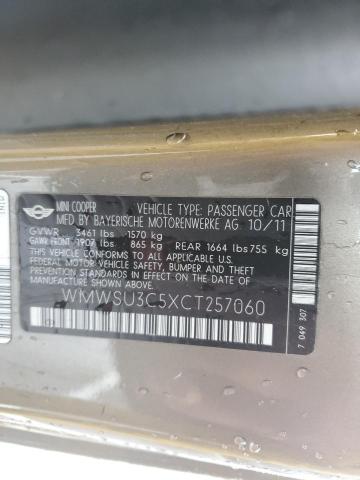 MINI COOPER VEHICLE TYPE: PASSENGER CAR
MFD BY BAYERISCHE MOTORENWERKE AG 10/11
GVWR 3461 lbs 1570 kg
GAWR FRONT 1907 lbs 865 kg REAR 1664 lbs 755 kg
THIS VEHICLE CONFORMS TO ALL APPLICABLE
FEDERAL MOTOR VEHICLE SAFETY, BUMPER AND THEFT
PREVENTION STANDARDS IN EFFECT ON THE DATE OF
MANUFACTURE SHOWN ABOVE.
WMWSU3C5XCT257060
7 049 307